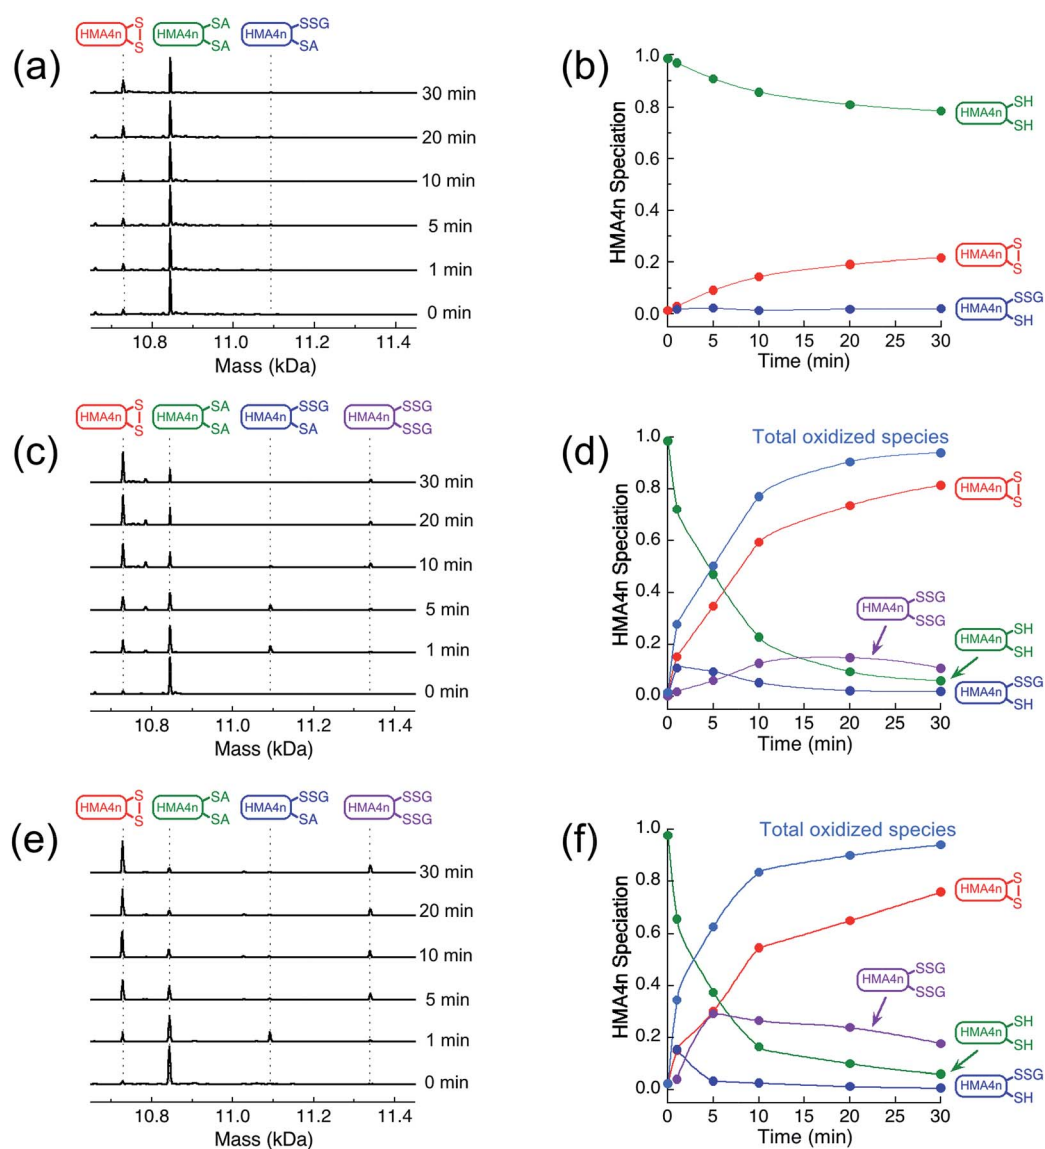 (a)
HMA4n S S
HMA4n SA SA
HMA4n SSG SA
30 min
20 min
10 min
5 min
1 min
0 min
10.8 11.0 11.2 11.4
Mass (kDa)
(b)
HMA4n Speciation
1.0
0.8
0.6
0.4
0.2
0.0
0 5 10 15 20 25 30
Time (min)
HMA4n SH SH
HMA4n S S
HMA4n SSG SH
(c)
HMA4n S S
HMA4n SA SA
HMA4n SSG SA
HMA4n SSG SSG
30 min
20 min
10 min
5 min
1 min
0 min
10.8 11.0 11.2 11.4
Mass (kDa)
(d)
HMA4n Speciation
1.0
0.8
0.6
0.4
0.2
0.0
0 5 10 15 20 25 30
Time (min)
Total oxidized species
HMA4n S S
HMA4n SSG SSG
HMA4n SH SH
HMA4n SSG SH
(e)
HMA4n S S
HMA4n SA SA
HMA4n SSG SA
HMA4n SSG SSG
30 min
20 min
10 min
5 min
1 min
0 min
10.8 11.0 11.2 11.4
Mass (kDa)
(f)
HMA4n Speciation
1.0
0.8
0.6
0.4
0.2
0.0
0 5 10 15 20 25 30
Time (min)
Total oxidized species
HMA4n S S
HMA4n SSG SSG
HMA4n SH SH
HMA4n SSG SH